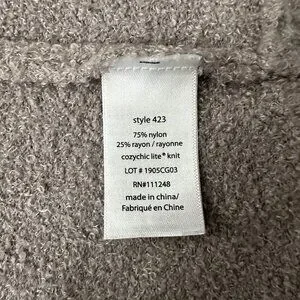 style 423
75% nylon
25% rayon / rayonne
cozychic lite® knit
LOT # 1905CG03
RN#111248
made in china/
Fabriqué en Chine